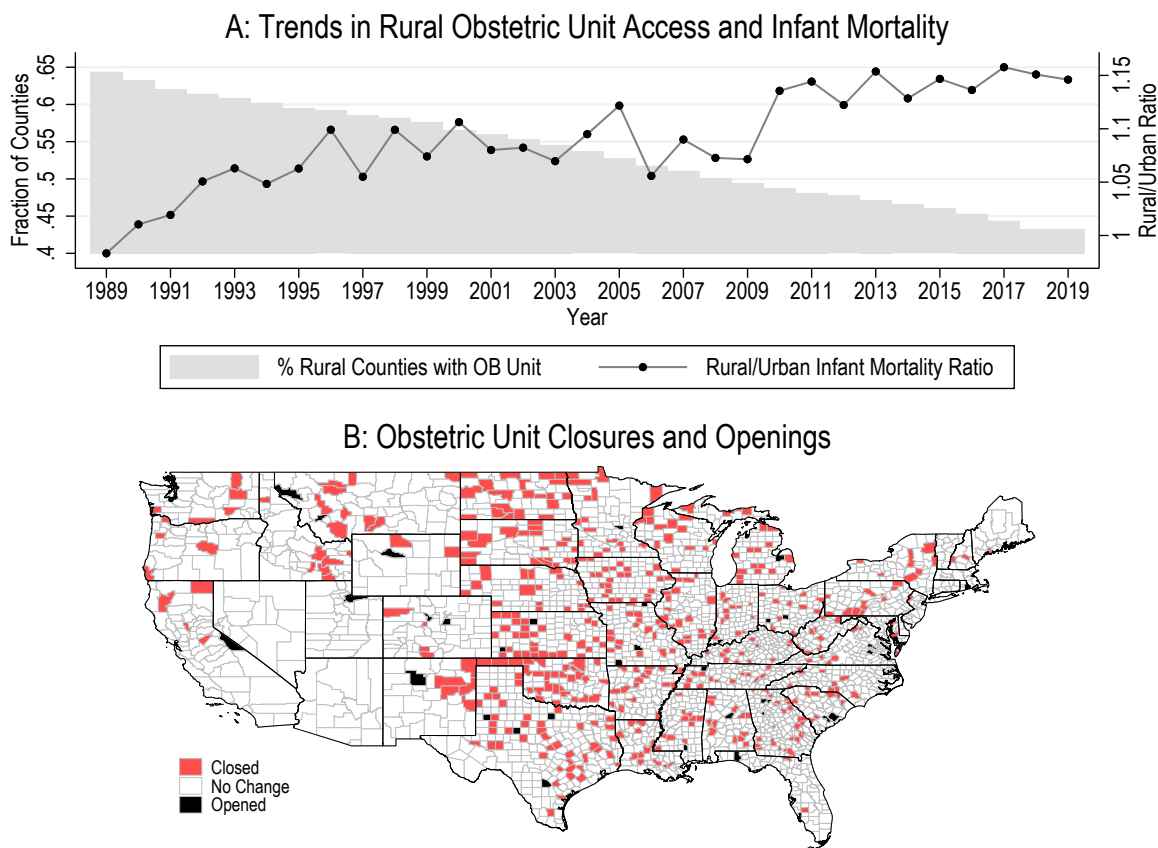 A: Trends in Rural Obstetric Unit Access and Infant Mortality
Fraction of Counties
.65
.6
.55
.5
.45
.4
1.15
1.1
1.05
1
Rural/Urban Ratio
1989 1991 1993 1995 1997 1999 2001 2003 2005 2007 2009 2011 2013 2015 2017 2019
Year
% Rural Counties with OB Unit Rural/Urban Infant Mortality Ratio
B: Obstetric Unit Closures and Openings
Closed
No Change
Opened